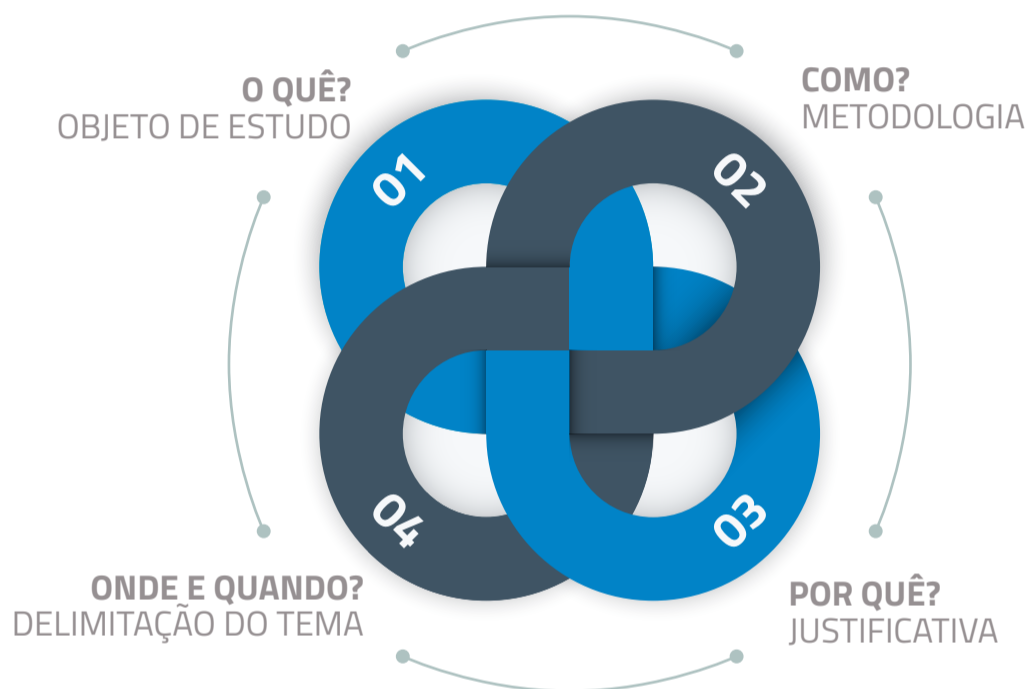 O QUÊ?
OBJETO DE ESTUDO
01
COMO?
METODOLOGIA
02
POR QUÊ?
JUSTIFICATIVA
03
ONDE E QUANDO?
DELIMITAÇÃO DO TEMA
04